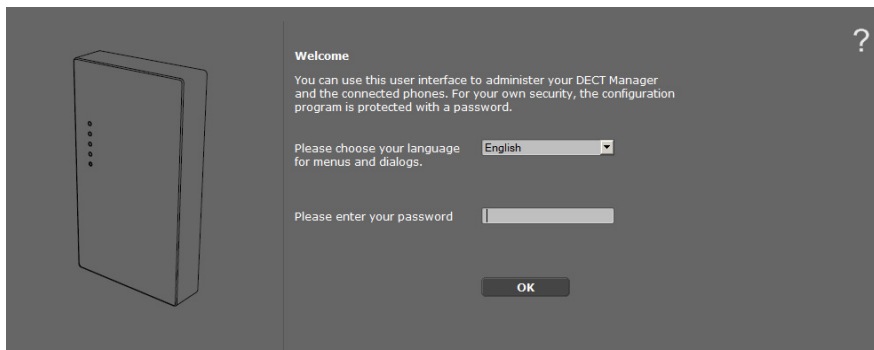 ?
Welcome
You can use this user interface to administer your DECT Manager
and the connected phones. For your own security, the configuration
program is protected with a password.
Please choose your language
for menus and dialogs.
English
Please enter your password
OK